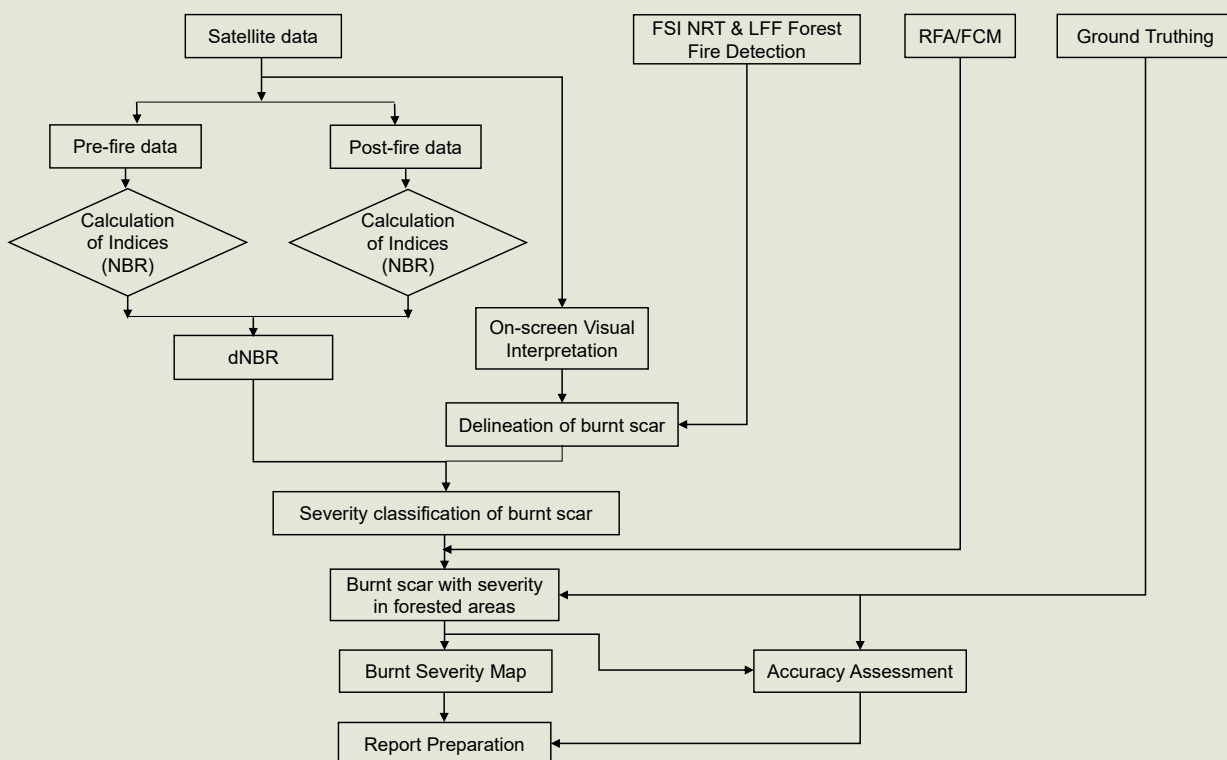 Satellite data
FSI NRT & LFF Forest
Fire Detection
RFA/FCM
Ground Truthing
Pre-fire data
Post-fire data
Calculation
of Indices
(NBR)
Calculation
of Indices
(NBR)
On-screen Visual
Interpretation
dNBR
Delineation of burnt scar
Severity classification of burnt scar
Burnt scar with severity
in forested areas
Burnt Severity Map
Accuracy Assessment
Report Preparation